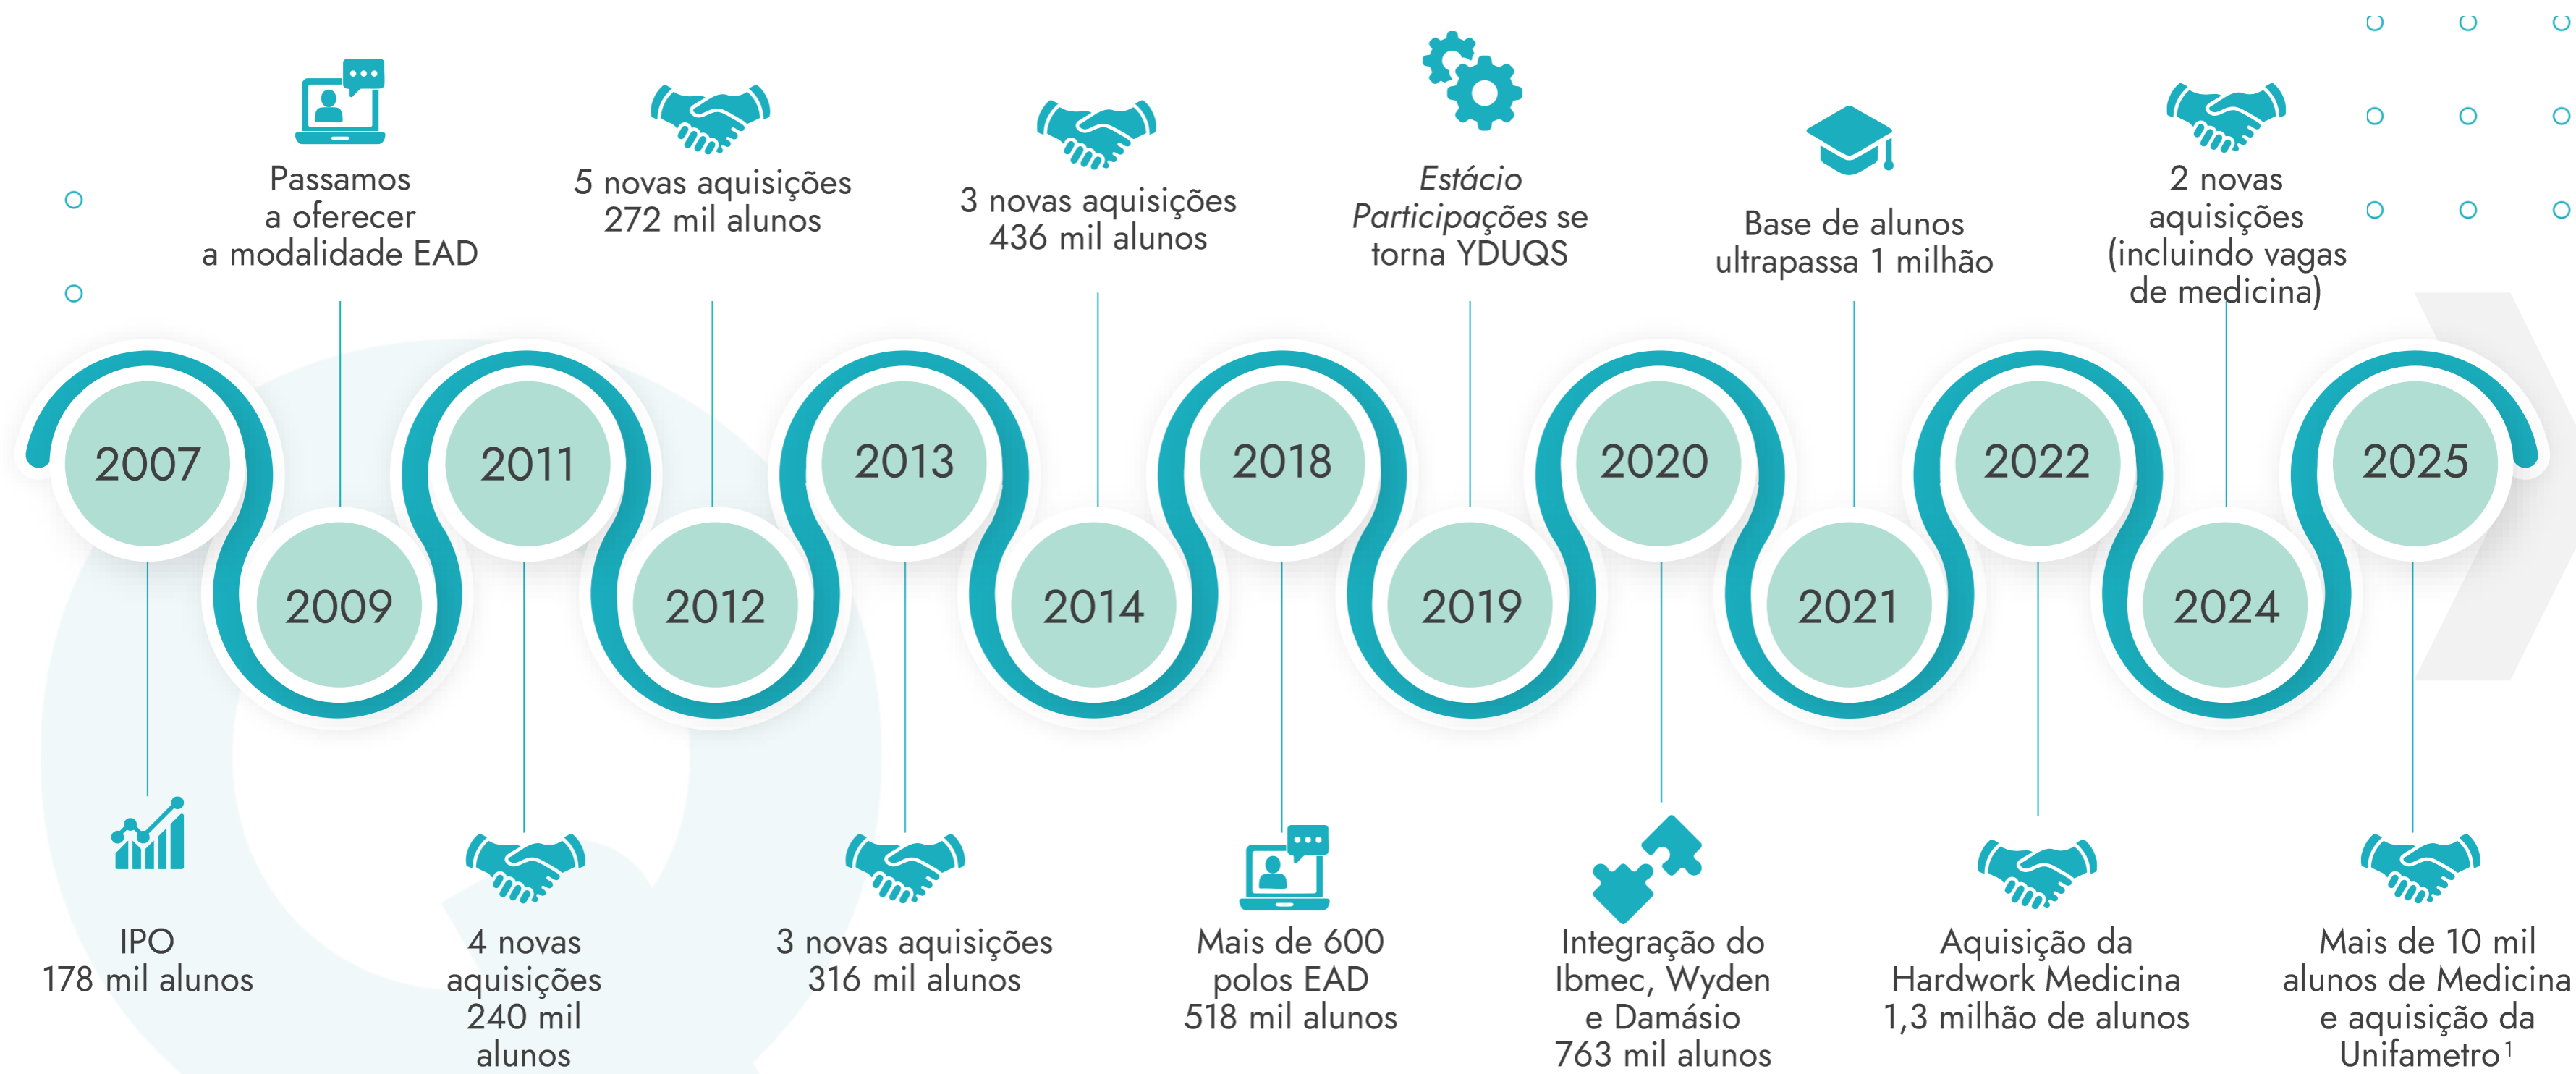 Passamos
a oferecer
a modalidade EAD
5 novas aquisições
272 mil alunos
3 novas aquisições
436 mil alunos
Estácio
Participações se
torna YDUQS
Base de alunos
ultrapassa 1 milhão
2 novas
aquisições
(incluindo vagas
de medicina)
2007
2009
2011
2012
2013
2014
2018
2019
2020
2021
2022
2024
2025
IPO
178 mil alunos
4 novas
aquisições
240 mil
alunos
3 novas aquisições
316 mil alunos
Mais de 600
polos EAD
518 mil alunos
Integração do
Ibmec, Wyden
e Damásio
763 mil alunos
Aquisição da
Hardwork Medicina
1,3 milhão de alunos
Mais de 10 mil
alunos de Medicina
e aquisição da
Unifametro¹